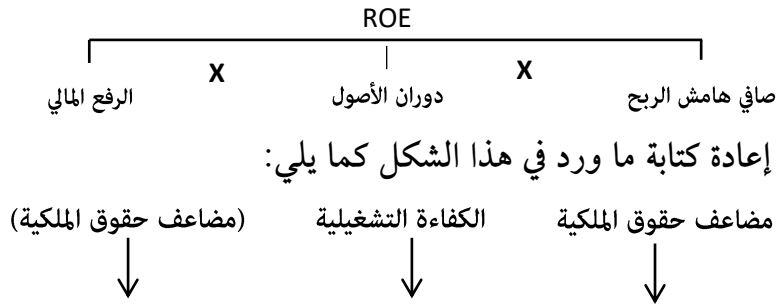 ROE
صافي هامش الربح X دوران الأصول X الرفع المالي
إعادة كتابة ما ورد في هذا الشكل كما يلي:
مضاعف حقوق الملكية الكفاءة التشغيلية (مضاعف حقوق الملكية)